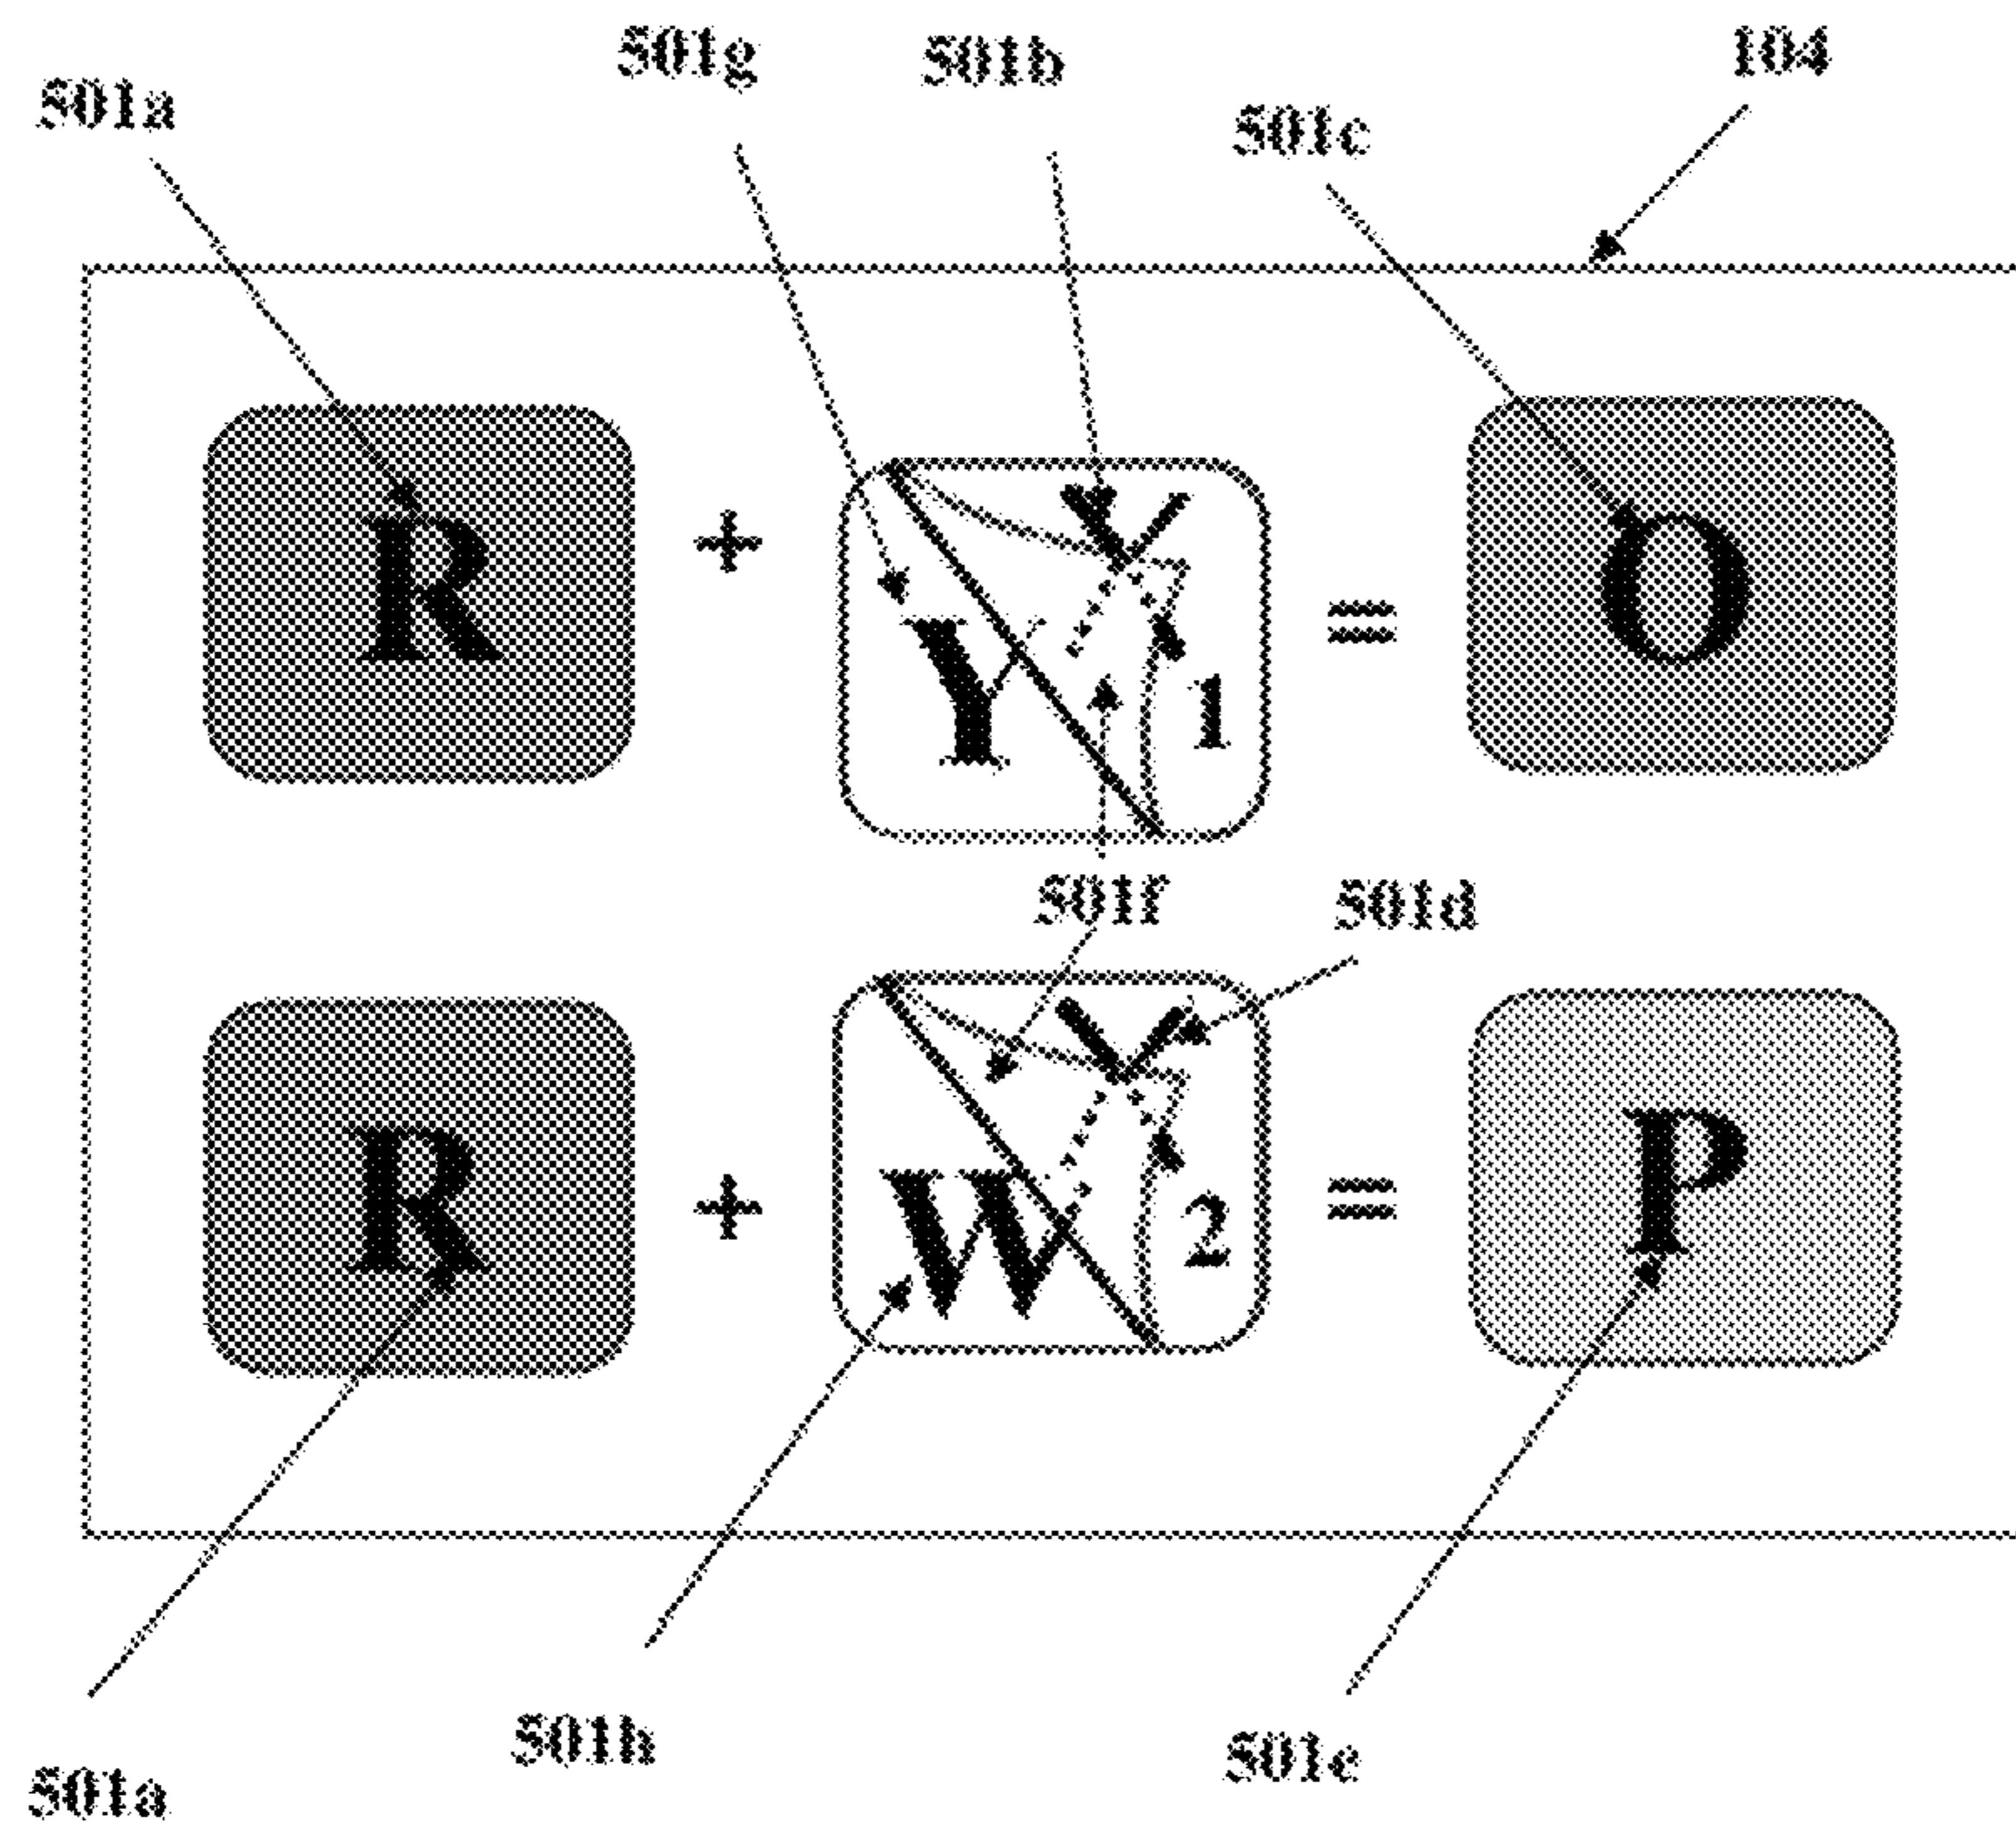 501g 501b 104
501a 501c
R + Y X 1 = O
501f 501d
R + W X 2 = P
501h 501e
501a